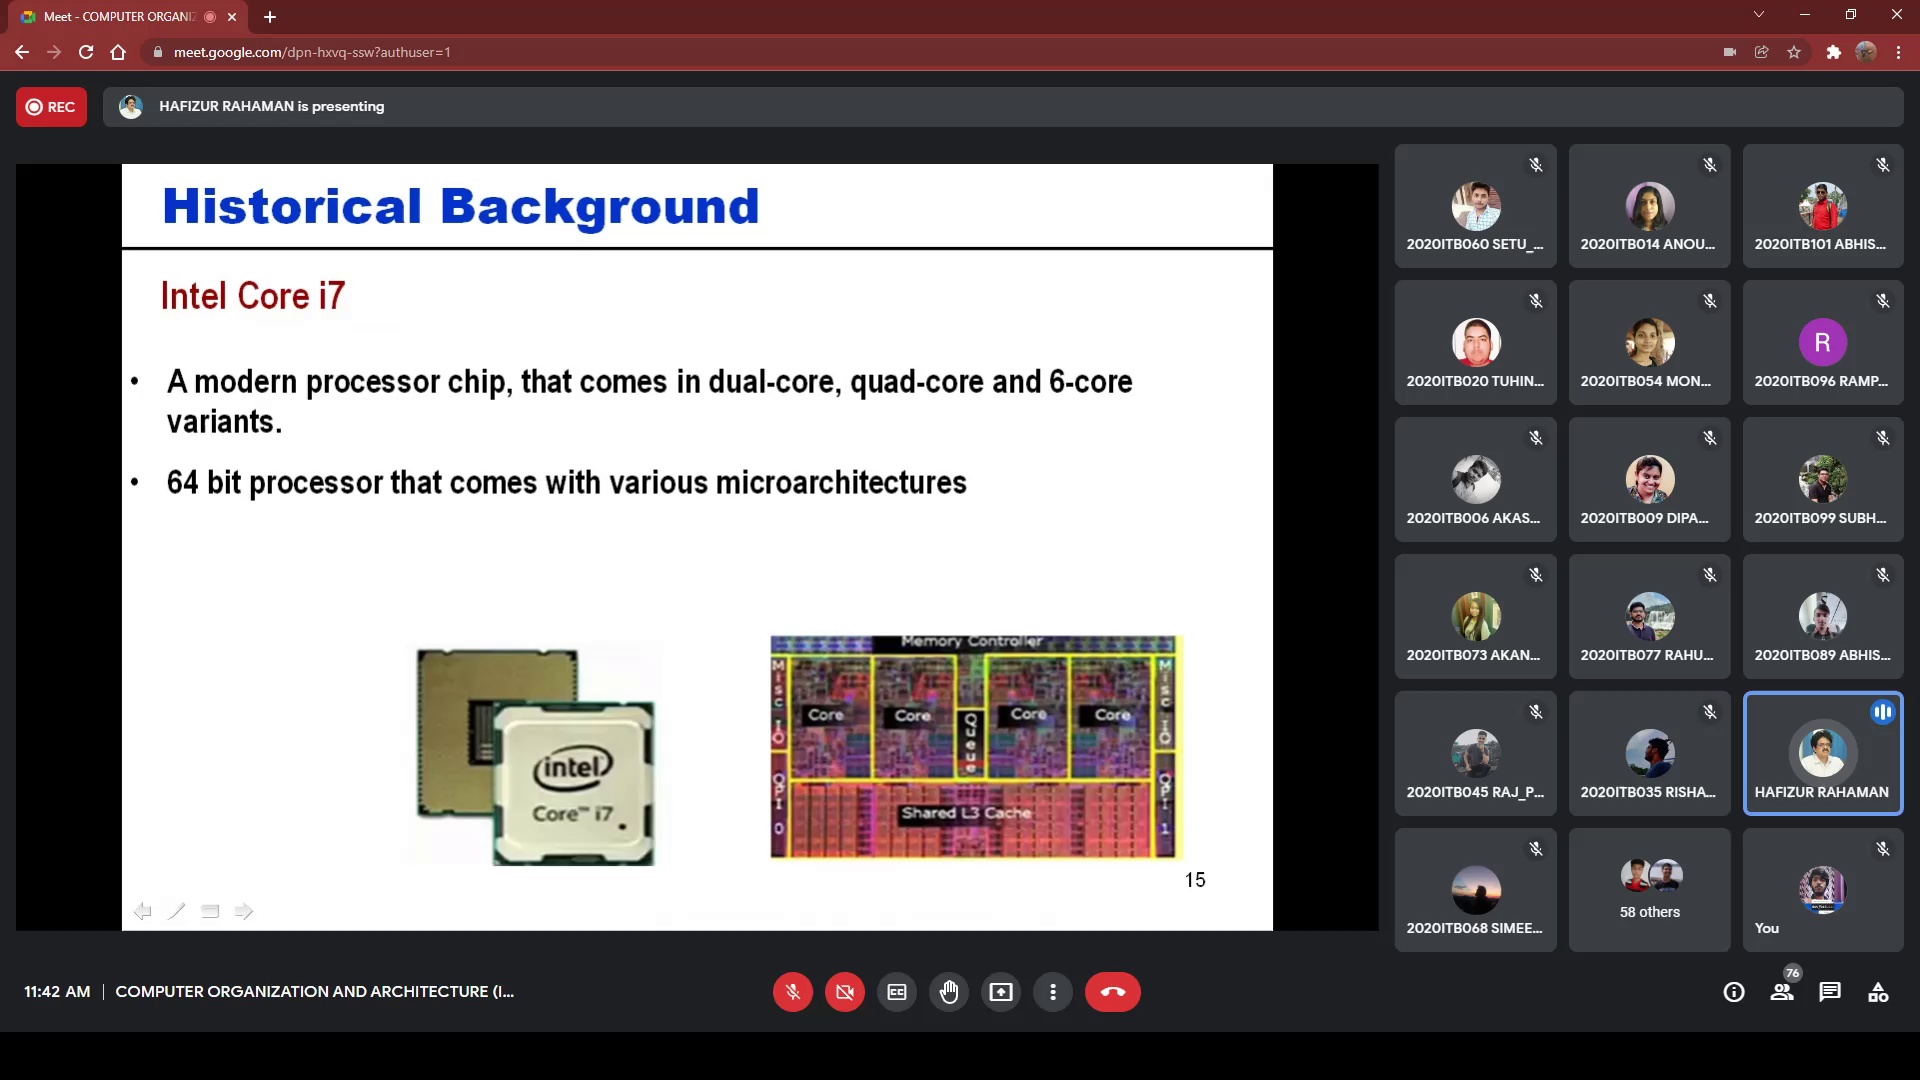 Meet - COMPUTER ORGANIZ
meet.google.com/dpn-hxvq-ssw?authuser=1
REC
HAFIZUR RAHAMAN is presenting
Historical Background
Intel Core i7
• A modern processor chip, that comes in dual-core, quad-core and 6-core
variants.
• 64 bit processor that comes with various microarchitectures
intel
Core™ i7
Memory Controller
Misc IO
Core
Core
Queue
Core
Core
Misc IO
QPI 0
Shared L3 Cache
QPI 1
15
2020ITB060 SETU_...
2020ITB014 ANOU...
2020ITB101 ABHIS...
2020ITB020 TUHIN...
2020ITB054 MON...
R
2020ITB096 RAMP...
2020ITB006 AKAS...
2020ITB009 DIPA...
2020ITB099 SUBH...
2020ITB073 AKAN...
2020ITB077 RAHU...
2020ITB089 ABHIS...
2020ITB045 RAJ_P...
2020ITB035 RISHA...
HAFIZUR RAHAMAN
2020ITB068 SIMEE...
58 others
You
11:42 AM | COMPUTER ORGANIZATION AND ARCHITECTURE (I...
CC
76